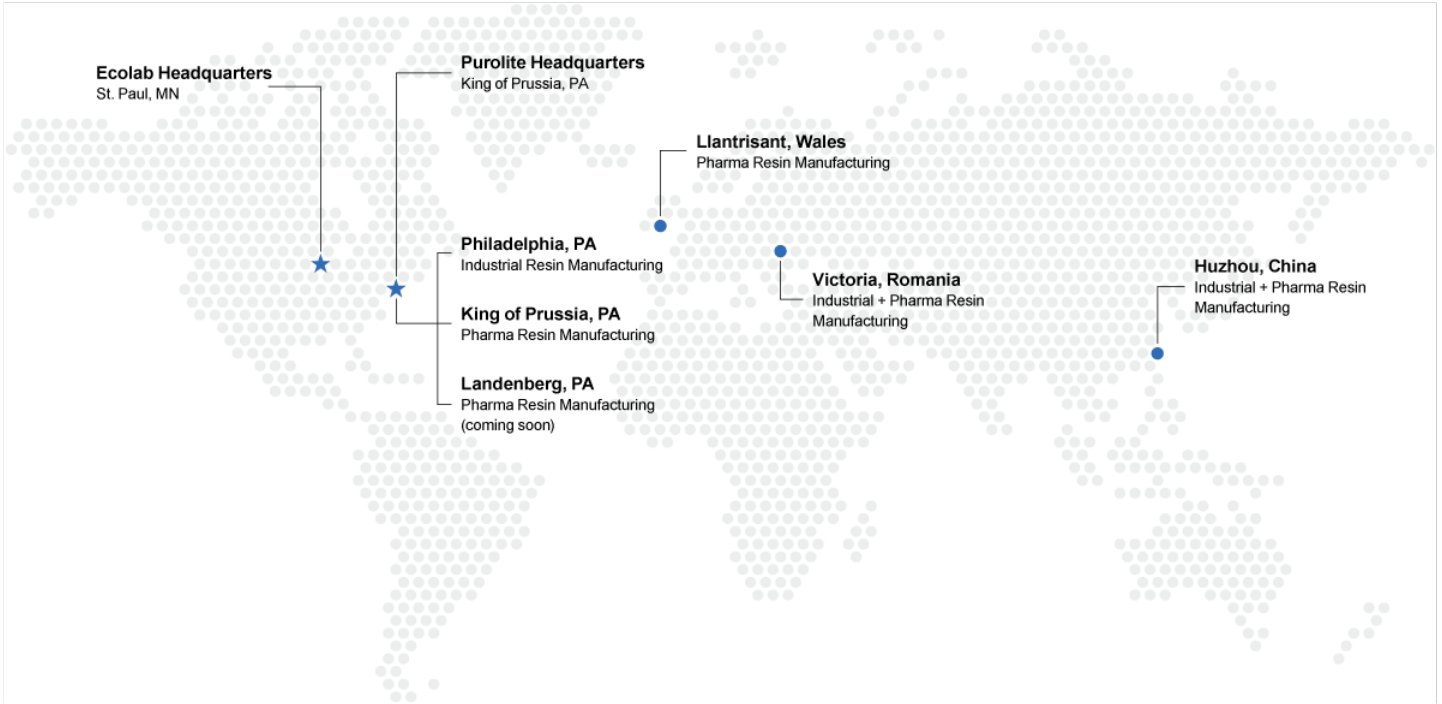 Ecolab Headquarters
St. Paul, MN
Purolite Headquarters
King of Prussia, PA
Llantrisant, Wales
Pharma Resin Manufacturing
Philadelphia, PA
Industrial Resin Manufacturing
King of Prussia, PA
Pharma Resin Manufacturing
Landenberg, PA
Pharma Resin Manufacturing
(coming soon)
Victoria, Romania
Industrial + Pharma Resin
Manufacturing
Huzhou, China
Industrial + Pharma Resin
Manufacturing